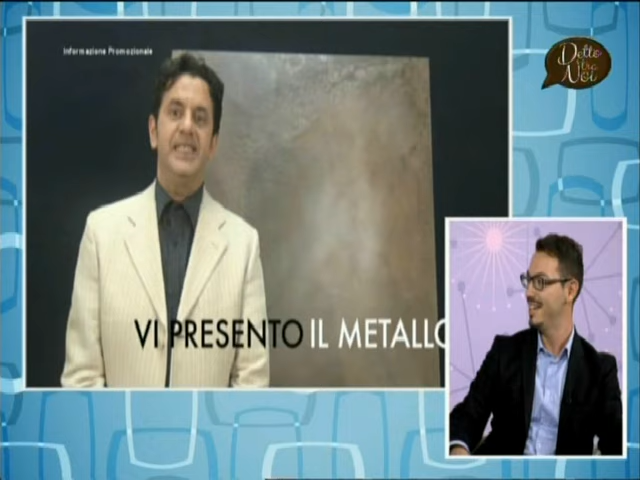 Informazione Promozionale
Detto
tra
Noi
VI PRESENTO IL METALLO